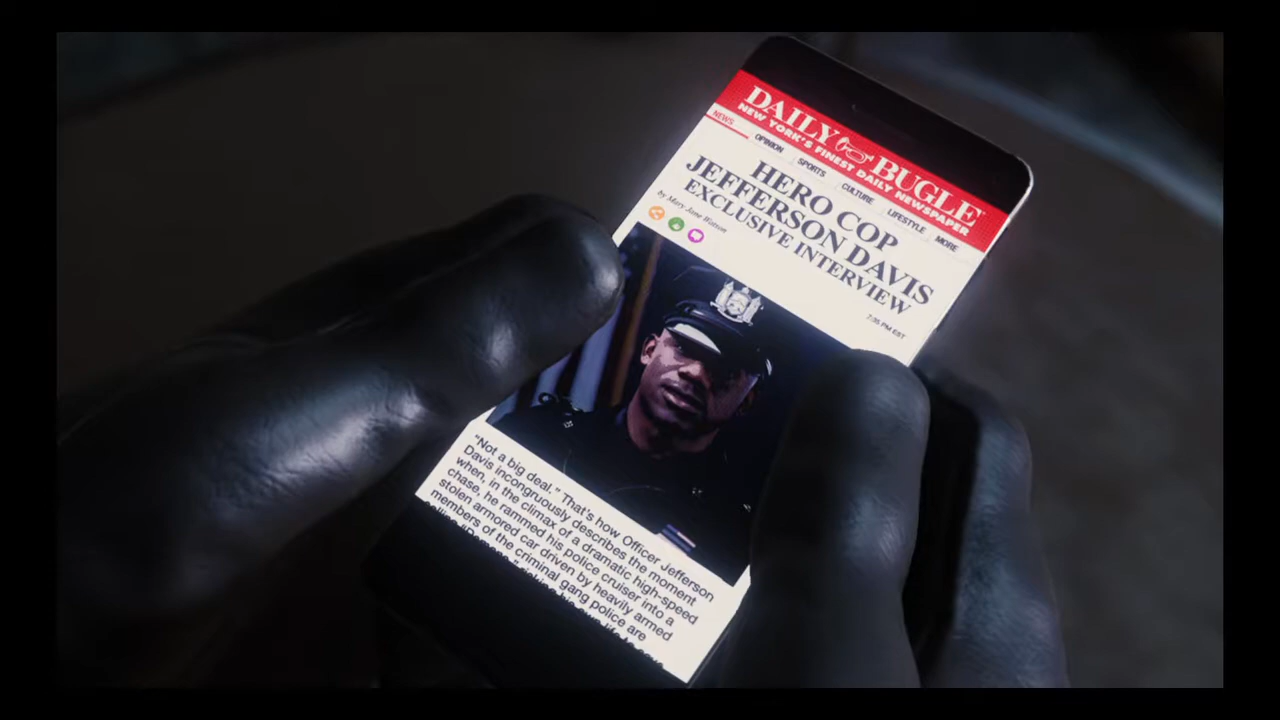 DAILY BUGLE
NEW YORK'S FINEST DAILY NEWSPAPER
NEWS OPINION SPORTS CULTURE LIFESTYLE MORE
HERO COP
JEFFERSON DAVIS
EXCLUSIVE INTERVIEW
by Mary Jane Watson
7:35 PM EST
"Not a big deal." That's how Officer Jefferson
Davis incongruously describes the moment
when, in the climax of a dramatic high-speed
chase, he rammed his police cruiser into a
stolen armored car driven by heavily armed
members of the criminal gang police are